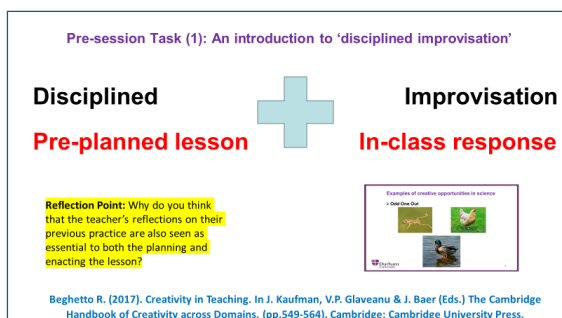 Pre-session Task (1): An introduction to ‘disciplined improvisation’
Disciplined
Improvisation
Pre-planned lesson
In-class response
Reflection Point: Why do you think
that the teacher’s reflections on their
previous practice are also seen as
essential to both the planning and
enacting the lesson?
Examples of creative opportunities in science
➢ Odd One Out
Durham
University
Beghetto R. (2017). Creativity in Teaching. In J. Kaufman, V.P. Glaveanu & J. Baer (Eds.) The Cambridge
Handbook of Creativity across Domains. (pp.549-564). Cambridge: Cambridge University Press.